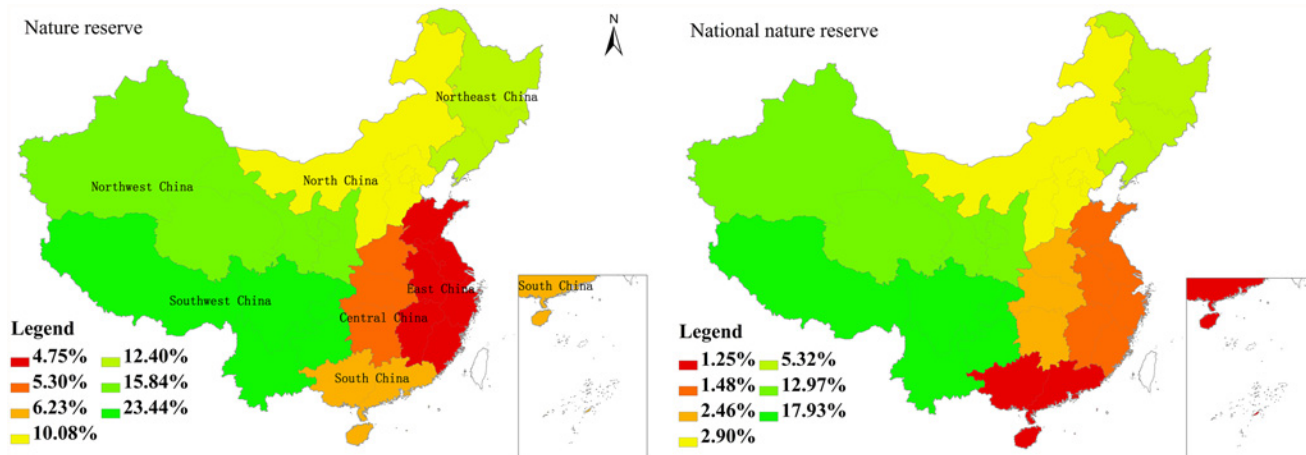 Nature reserve
N
Northeast China
Northwest China
North China
Southwest China
East China
Central China
South China
South China
Legend
4.75% 12.40%
5.30% 15.84%
6.23% 23.44%
10.08%
National nature reserve
Legend
1.25% 5.32%
1.48% 12.97%
2.46% 17.93%
2.90%